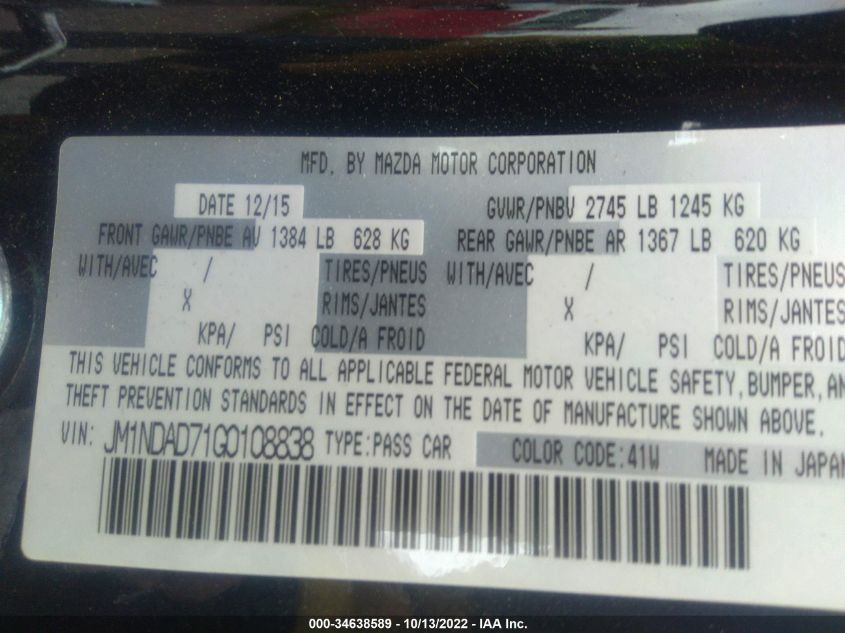 MFD. BY MAZDA MOTOR CORPORATION
DATE 12/15 GVWR/PNBV 2745 LB 1245 KG
FRONT GAWR/PNBE AV 1384 LB 628 KG REAR GAWR/PNBE AR 1367 LB 620 KG
WITH/AVEC / TIRES/PNEUS WITH/AVEC / TIRES/PNEUS
X RIMS/JANTES X RIMS/JANTES
KPA/ PSI COLD/A FROID KPA/ PSI COLD/A FROID
THIS VEHICLE CONFORMS TO ALL APPLICABLE FEDERAL MOTOR VEHICLE SAFETY, BUMPER, AN
THEFT PREVENTION STANDARDS IN EFFECT ON THE DATE OF MANUFACTURE SHOWN ABOVE.
VIN: JM1NDAD71G0108838 TYPE:PASS CAR COLOR CODE:41W MADE IN JAPAN
000-34638589 - 10/13/2022 - IAA Inc.